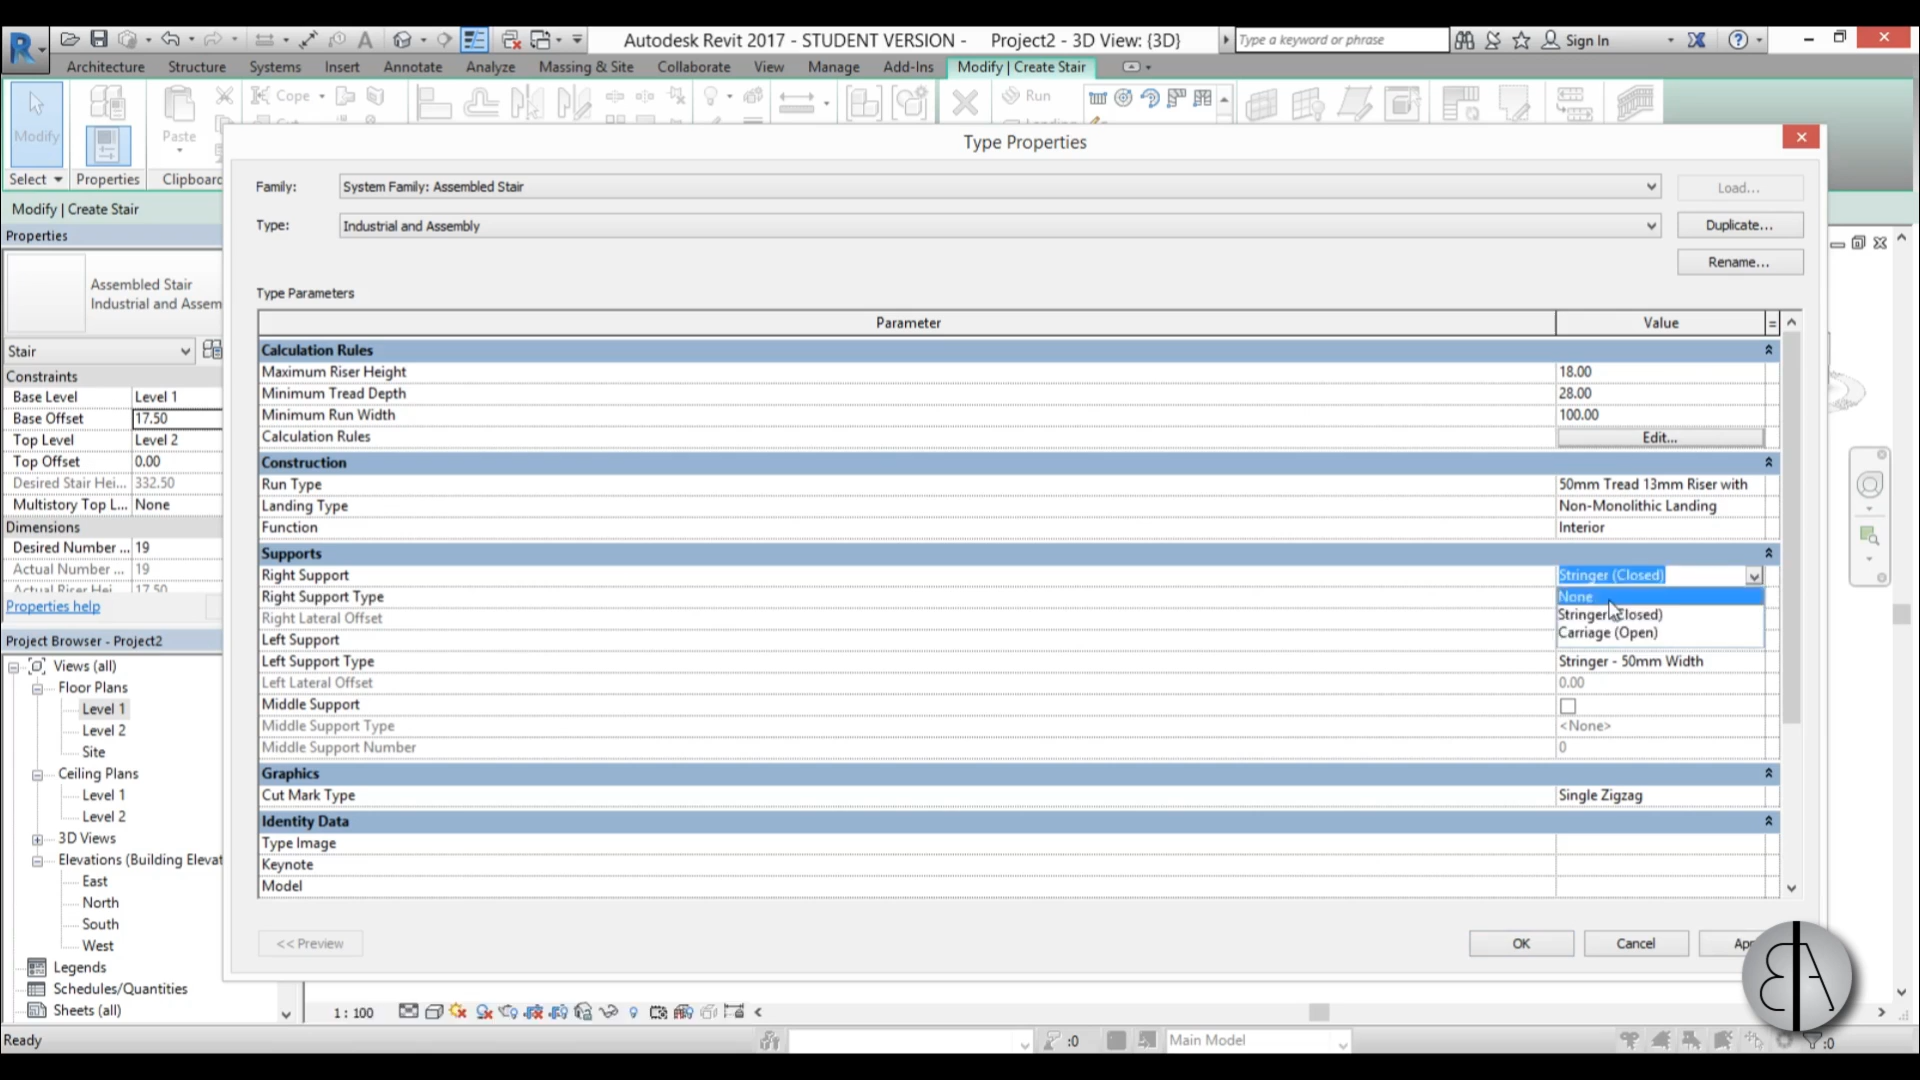 Autodesk Revit 2017 - STUDENT VERSION -    Project2 - 3D View: {3D}
Type a keyword or phrase
Sign In
Architecture Structure Systems Insert Annotate Analyze Massing & Site Collaborate View Manage Add-Ins Modify | Create Stair
Modify
Paste
Cope
Run
Select Properties Clipboard
Modify | Create Stair
Properties
Assembled Stair
Industrial and Assem
Stair
Constraints
Base Level Level 1
Base Offset 17.50
Top Level Level 2
Top Offset 0.00
Desired Stair Hei... 332.50
Multistory Top L... None
Dimensions
Desired Number ... 19
Actual Number ... 19
Actual Riser Hei... 17.50
Properties help
Project Browser - Project2
Views (all)
Floor Plans
Level 1
Level 2
Site
Ceiling Plans
Level 1
Level 2
3D Views
Elevations (Building Elevat
East
North
South
West
Legends
Schedules/Quantities
Sheets (all)
Type Properties
Family: System Family: Assembled Stair Load...
Type: Industrial and Assembly Duplicate...
Rename...
Type Parameters
Parameter Value =
Calculation Rules
Maximum Riser Height 18.00
Minimum Tread Depth 28.00
Minimum Run Width 100.00
Calculation Rules Edit...
Construction
Run Type 50mm Tread 13mm Riser with
Landing Type Non-Monolithic Landing
Function Interior
Supports
Right Support Stringer (Closed)
Right Support Type None
Right Lateral Offset Stringer (Closed)
Left Support Carriage (Open)
Left Support Type Stringer - 50mm Width
Left Lateral Offset 0.00
Middle Support
Middle Support Type <None>
Middle Support Number 0
Graphics
Cut Mark Type Single Zigzag
Identity Data
Type Image
Keynote
Model
<< Preview OK Cancel App
1 : 100
Ready
:0
Main Model
:0